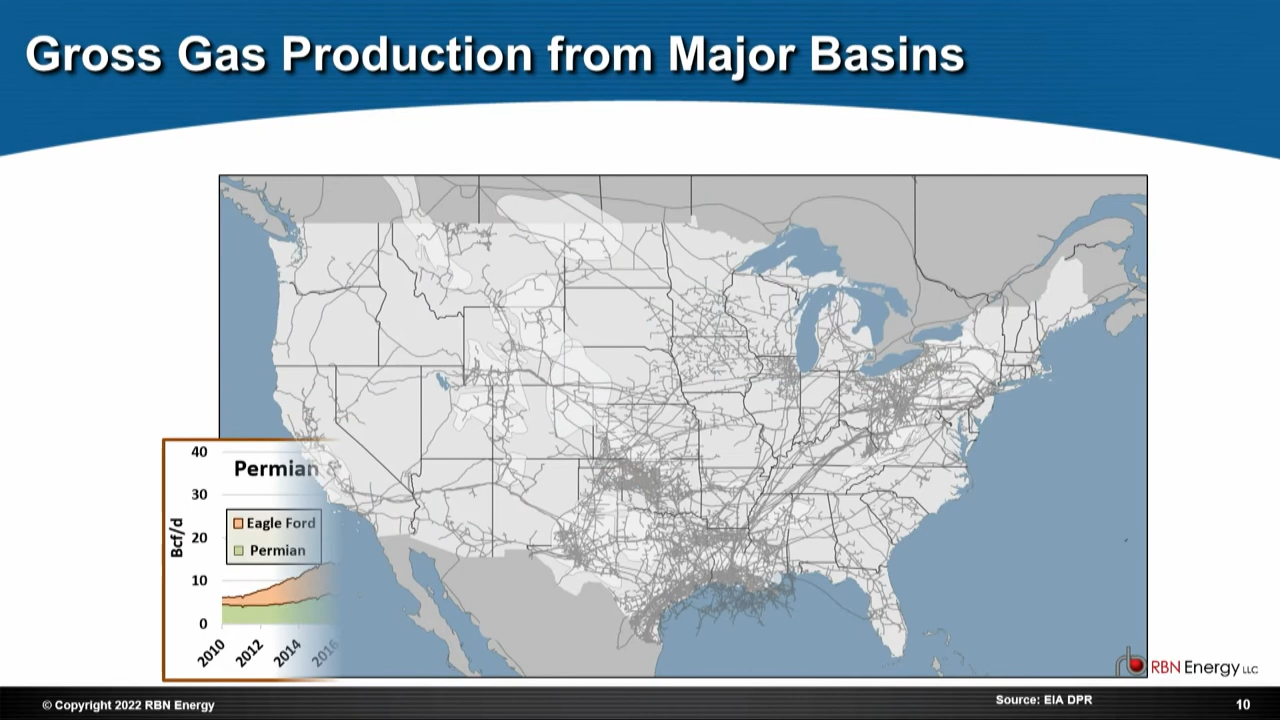 Gross Gas Production from Major Basins
40
30
20
10
0
Bcf/d
Permian &
Eagle Ford
Permian
2010
2012
2014
2016
RBN Energy LLC
© Copyright 2022 RBN Energy
Source: EIA DPR
10